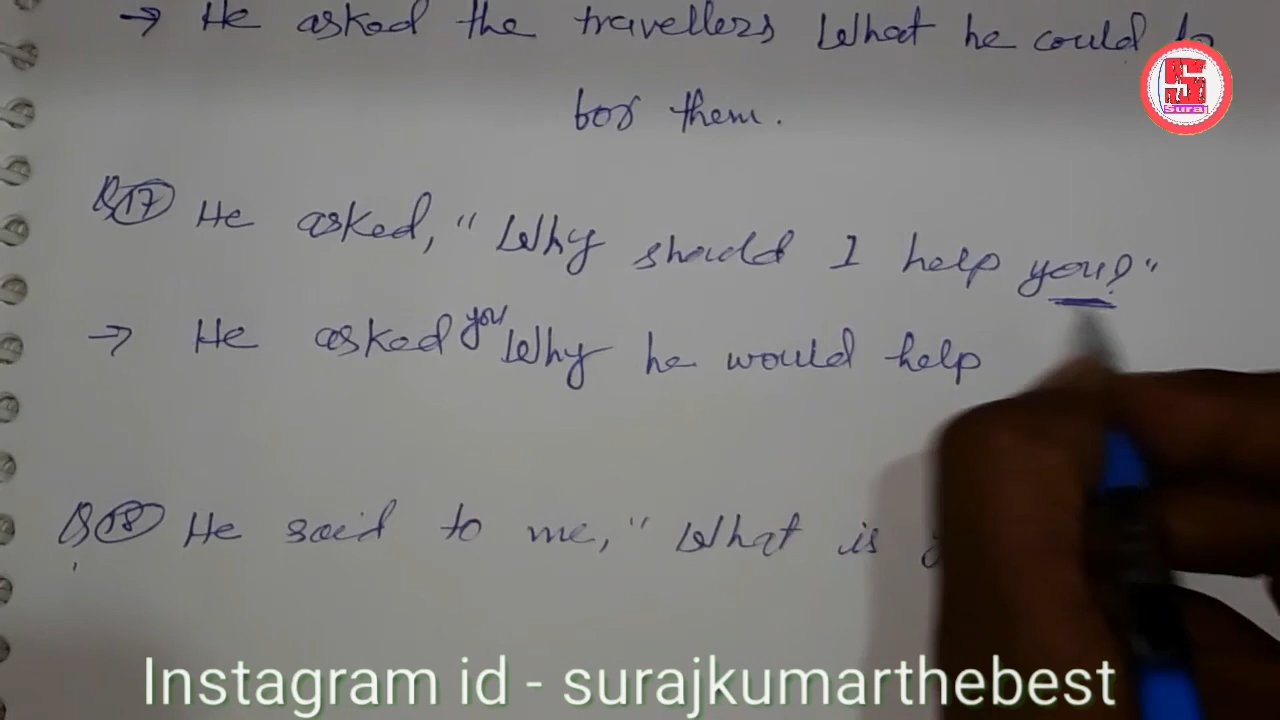 → He asked the travellers what he could do
for them.
Suraj
Q17 He asked, "Why should I help you?"
→ He asked you why he would help
Q18 He said to me, "What is
Instagram id - surajkumarthebest